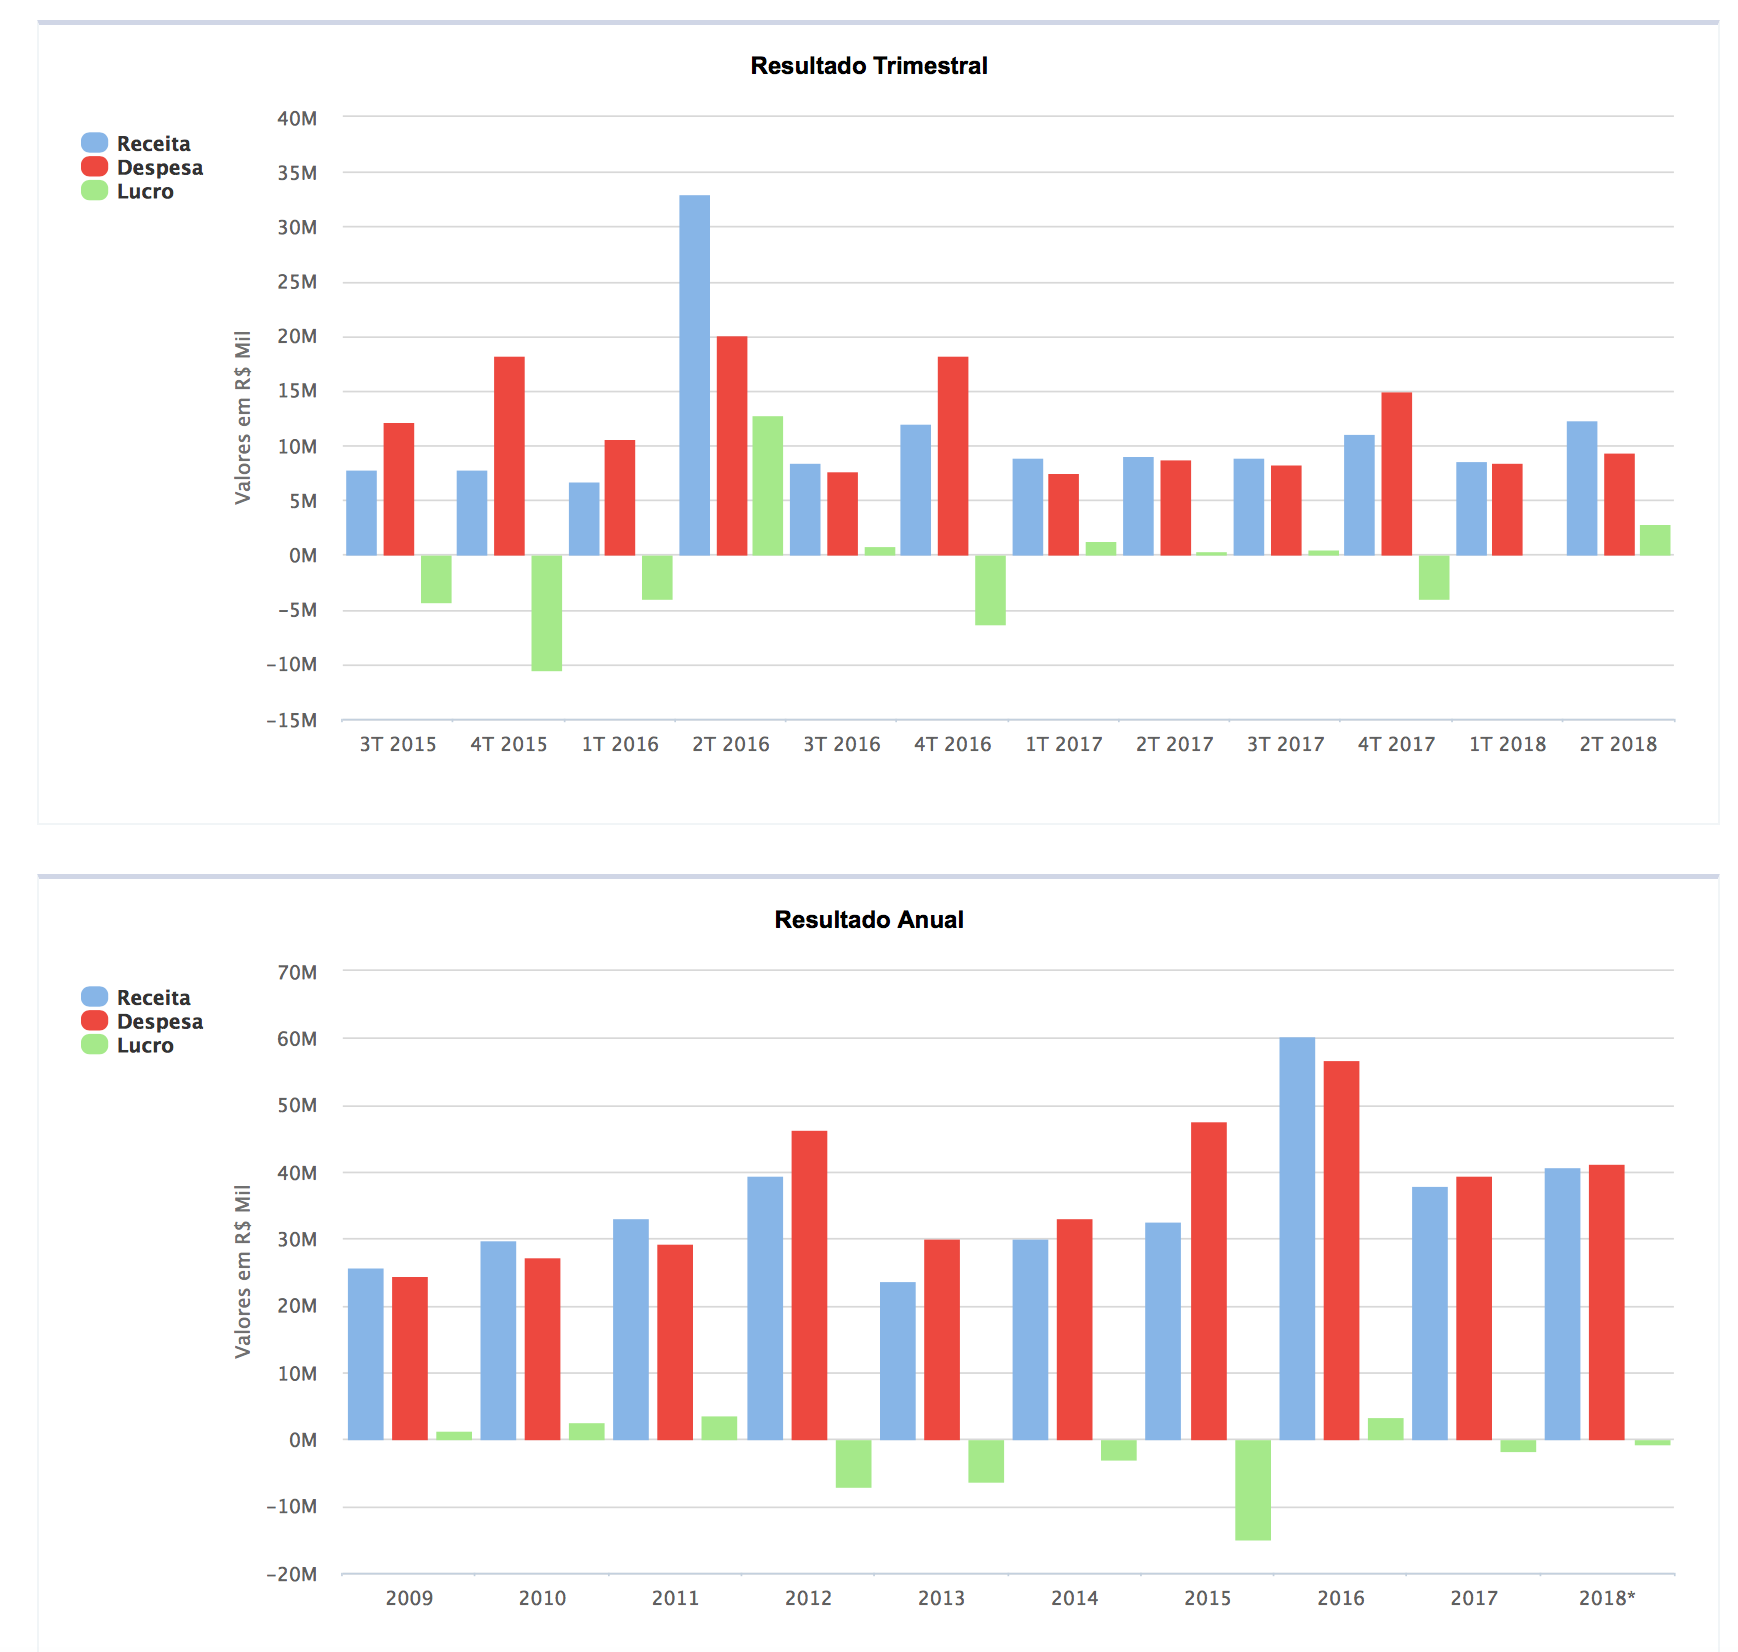 Resultado Trimestral
Receita
Despesa
Lucro
Valores em R$ Mil
40M
35M
30M
25M
20M
15M
10M
5M
0M
−5M
−10M
−15M
3T 2015 4T 2015 1T 2016 2T 2016 3T 2016 4T 2016 1T 2017 2T 2017 3T 2017 4T 2017 1T 2018 2T 2018
Resultado Anual
Receita
Despesa
Lucro
Valores em R$ Mil
70M
60M
50M
40M
30M
20M
10M
0M
−10M
−20M
2009 2010 2011 2012 2013 2014 2015 2016 2017 2018*